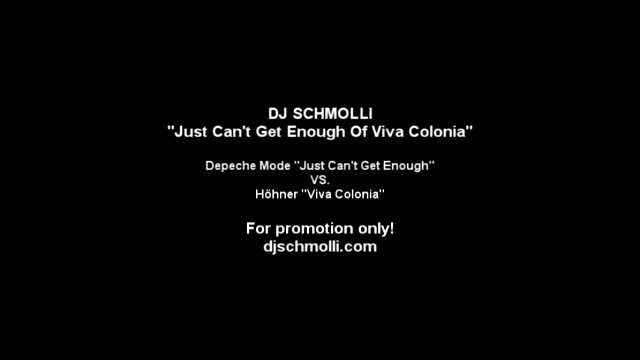 DJ SCHMOLLI
"Just Can't Get Enough Of Viva Colonia"
Depeche Mode "Just Can't Get Enough"
VS.
Höhner "Viva Colonia"
For promotion only!
djschmolli.com